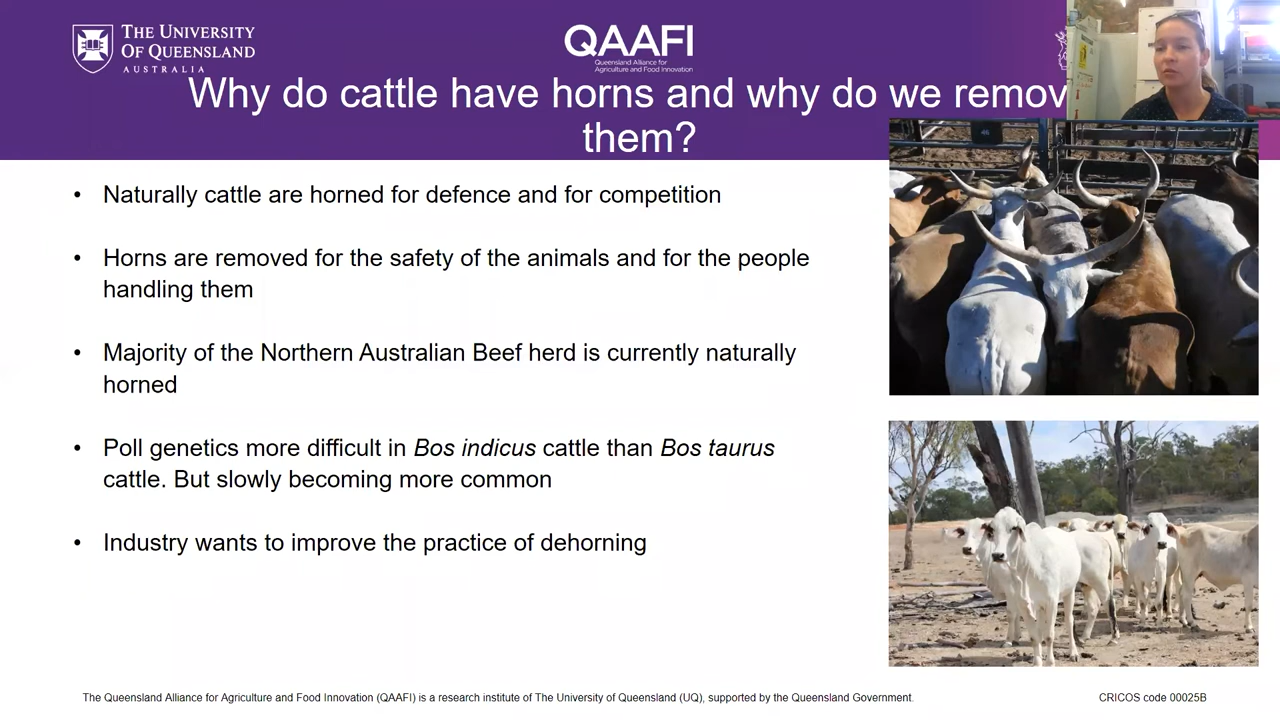 THE UNIVERSITY
OF QUEENSLAND
AUSTRALIA
QAAFI
Queensland Alliance for
Agriculture and Food Innovation
Why do cattle have horns and why do we remov
them?
• Naturally cattle are horned for defence and for competition
• Horns are removed for the safety of the animals and for the people
handling them
• Majority of the Northern Australian Beef herd is currently naturally
horned
• Poll genetics more difficult in Bos indicus cattle than Bos taurus
cattle. But slowly becoming more common
• Industry wants to improve the practice of dehorning
The Queensland Alliance for Agriculture and Food Innovation (QAAFI) is a research institute of The University of Queensland (UQ), supported by the Queensland Government.
CRICOS code 00025B